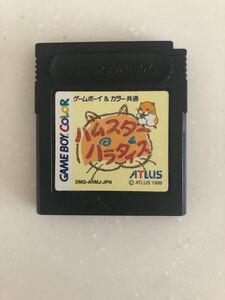 ゲームボーイ&カラー共通
GAME BOY COLOR
ハムスター
パラダイス
ATLUS
DMG-AHMJ-JPN
© ATLUS 1999